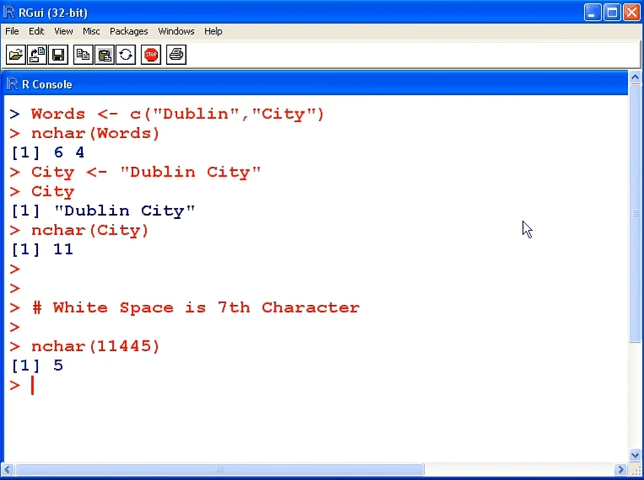 RGui (32-bit)
File Edit View Misc Packages Windows Help
STOP
R Console
> Words <- c("Dublin","City")
> nchar(Words)
[1] 6 4
> City <- "Dublin City"
> City
[1] "Dublin City"
> nchar(City)
[1] 11
>
>
> # White Space is 7th Character
>
> nchar(11445)
[1] 5
>